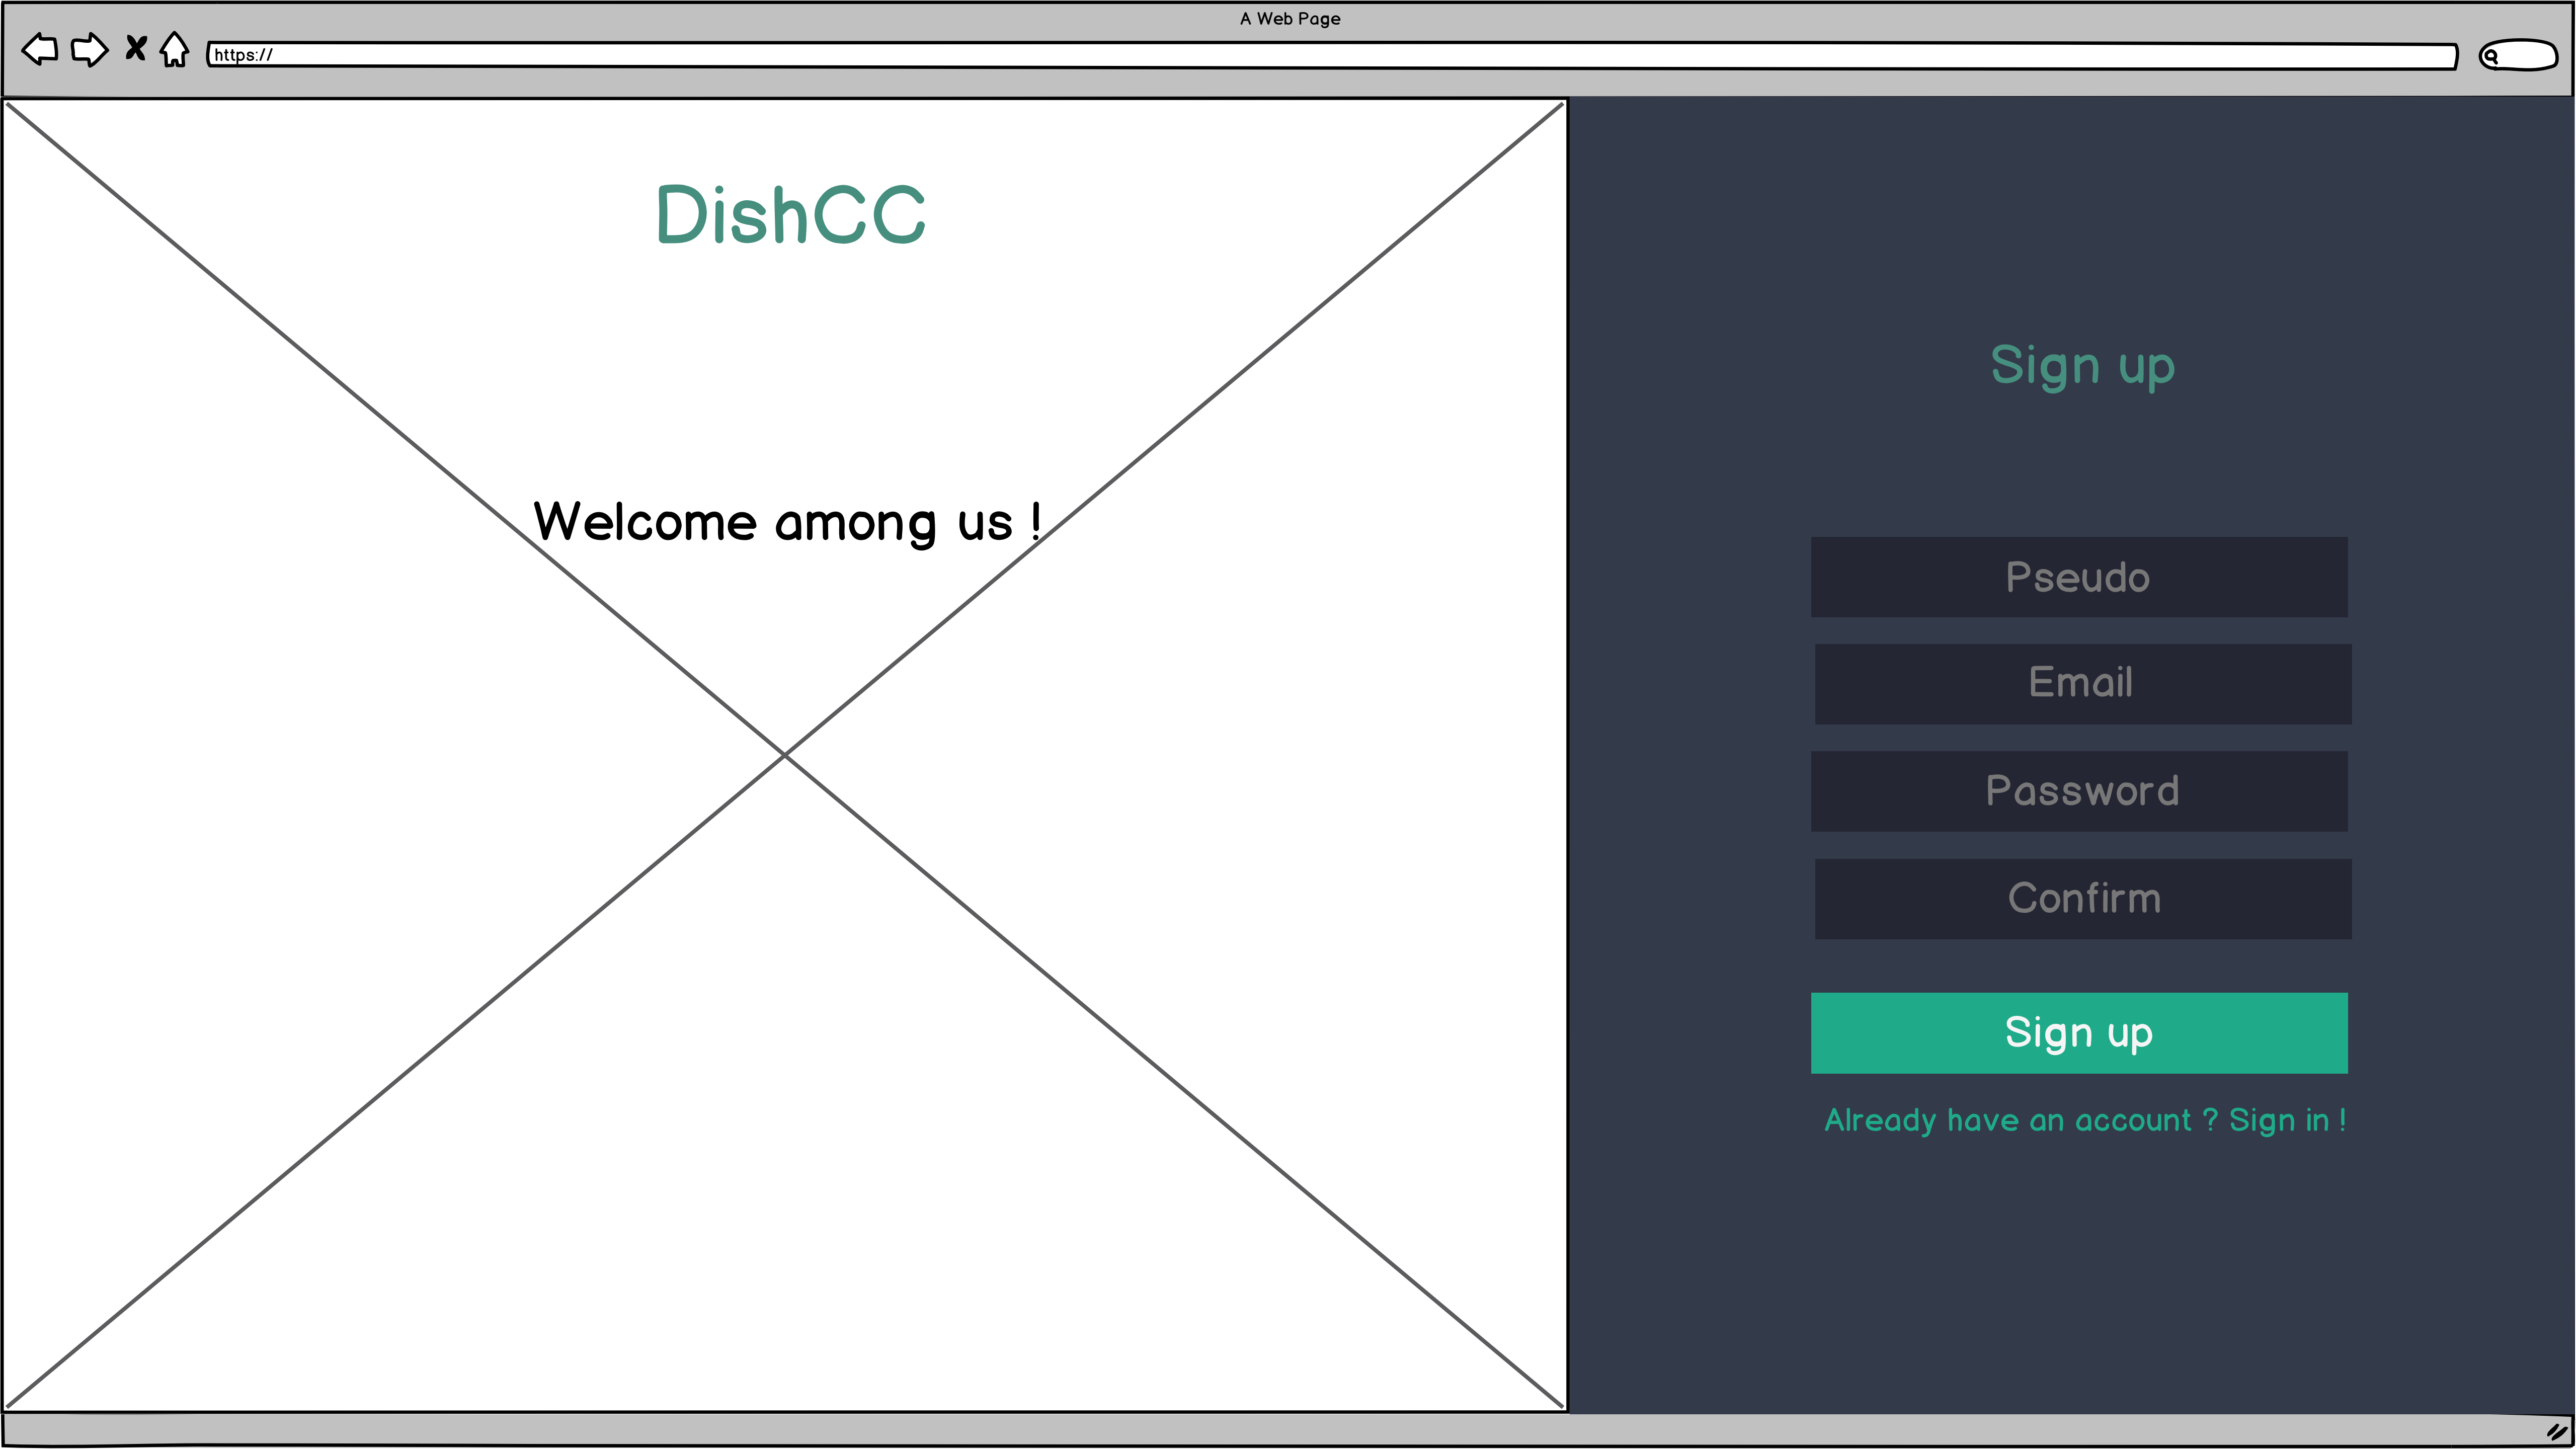 A Web Page
https://
DishCC
Welcome among us !
Sign up
Pseudo
Email
Password
Confirm
Sign up
Already have an account ? Sign in !